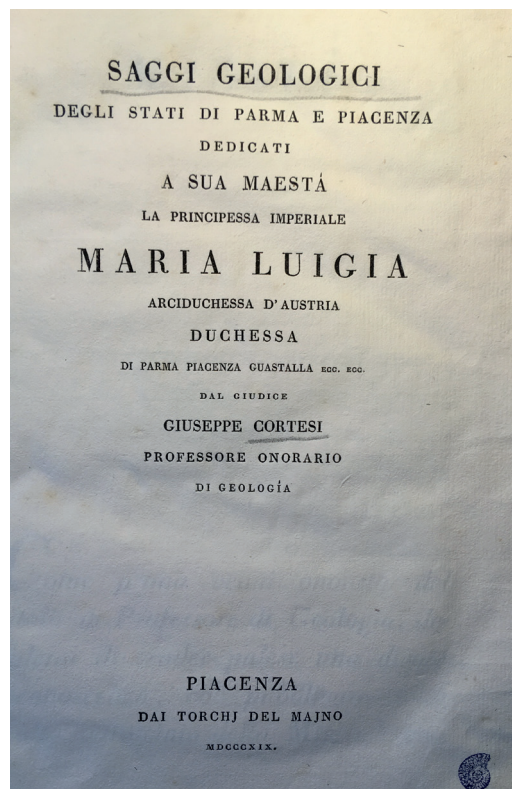 SAGGI GEOLOGICI
DEGLI STATI DI PARMA E PIACENZA
DEDICATI
A SUA MAESTÁ
LA PRINCIPESSA IMPERIALE
MARIA LUIGIA
ARCIDUCHESSA D'AUSTRIA
DUCHESSA
DI PARMA PIACENZA GUASTALLA ECC. ECC.
DAL GIUDICE
GIUSEPPE CORTESI
PROFESSORE ONORARIO
DI GEOLOGÍA
PIACENZA
DAI TORCHJ DEL MAJNO
MDCCCXIX.